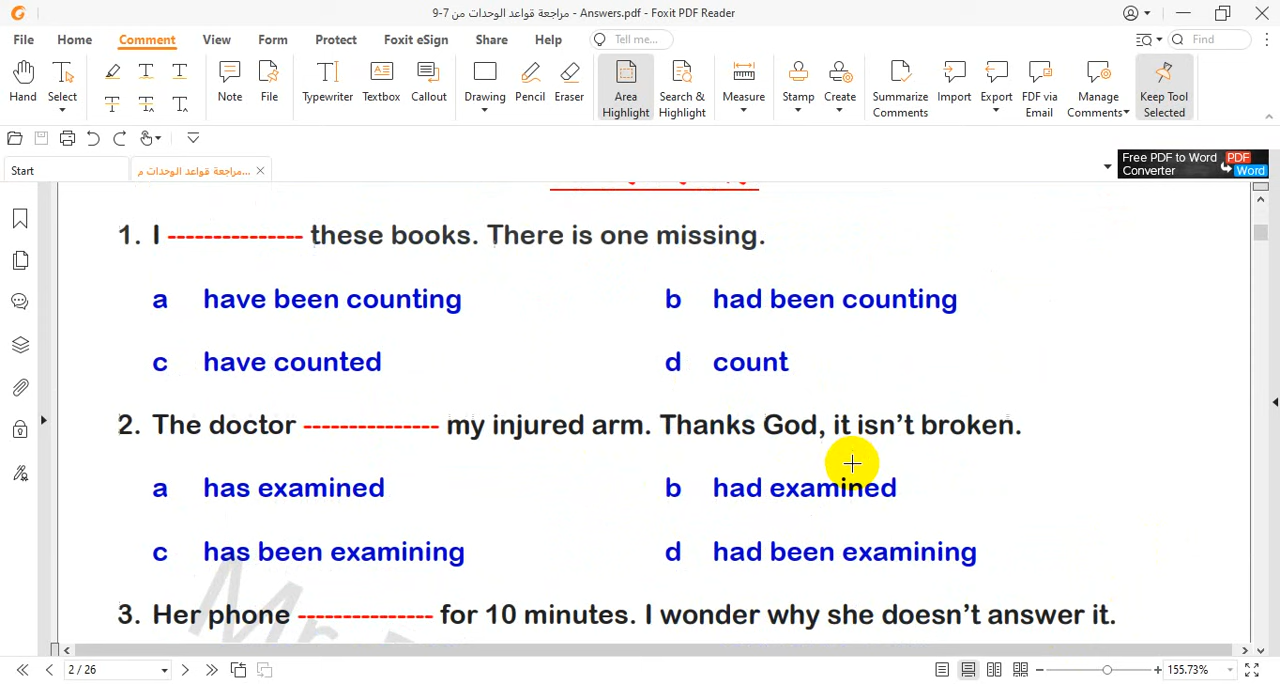 مراجعة قواعد الوحدات من 7-9 - Answers.pdf - Foxit PDF Reader
File Home Comment View Form Protect Foxit eSign Share Help Tell me... Find
Hand Select Note File Typewriter Textbox Callout Drawing Pencil Eraser Area Highlight Search & Highlight Measure Stamp Create Summarize Comments Import Export FDF via Email Manage Comments Keep Tool Selected
Start مراجعة قواعد الوحدات م... Free PDF to Word Converter PDF Word
1. I --------------- these books. There is one missing.
a have been counting b had been counting
c have counted d count
2. The doctor --------------- my injured arm. Thanks God, it isn't broken.
a has examined b had examined
c has been examining d had been examining
3. Her phone --------------- for 10 minutes. I wonder why she doesn't answer it.
2 / 26 155.73%